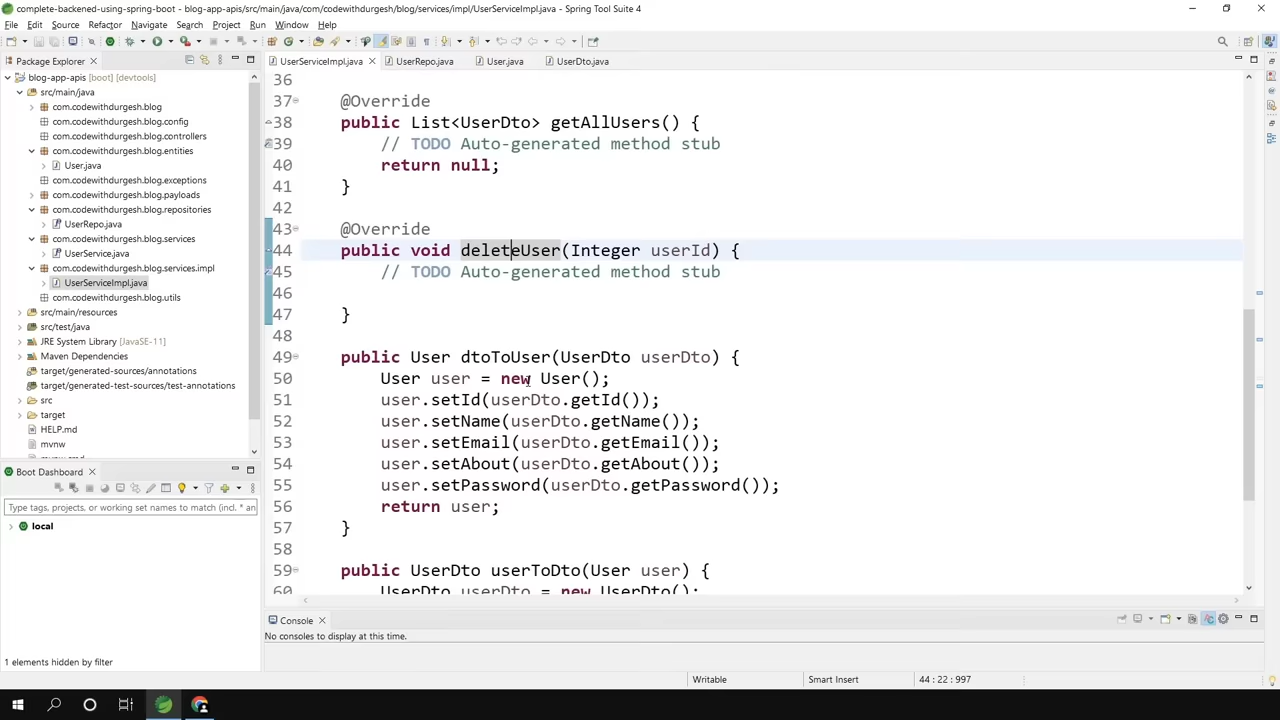 complete-backened-using-spring-boot - blog-app-apis/src/main/java/com/codewithdurgesh/blog/services/impl/UserServiceImpl.java - Spring Tool Suite 4
File Edit Source Refactor Navigate Search Project Run Window Help
Package Explorer
blog-app-apis [boot] [devtools]
src/main/java
com.codewithdurgesh.blog
com.codewithdurgesh.blog.config
com.codewithdurgesh.blog.controllers
com.codewithdurgesh.blog.entities
User.java
com.codewithdurgesh.blog.exceptions
com.codewithdurgesh.blog.payloads
com.codewithdurgesh.blog.repositories
UserRepo.java
com.codewithdurgesh.blog.services
UserService.java
com.codewithdurgesh.blog.services.impl
UserServiceImpl.java
com.codewithdurgesh.blog.utils
src/main/resources
src/test/java
JRE System Library [JavaSE-11]
Maven Dependencies
target/generated-sources/annotations
target/generated-test-sources/test-annotations
src
target
HELP.md
mvnw
Boot Dashboard
Type tags, projects, or working set names to match (incl. * an
local
1 elements hidden by filter
UserServiceImpl.java UserRepo.java User.java UserDto.java
36
37 @Override
38 public List<UserDto> getAllUsers() {
39 // TODO Auto-generated method stub
40 return null;
41 }
42
43 @Override
44 public void deleteUser(Integer userId) {
45 // TODO Auto-generated method stub
46
47 }
48
49 public User dtoToUser(UserDto userDto) {
50 User user = new User();
51 user.setId(userDto.getId());
52 user.setName(userDto.getName());
53 user.setEmail(userDto.getEmail());
54 user.setAbout(userDto.getAbout());
55 user.setPassword(userDto.getPassword());
56 return user;
57 }
58
59 public UserDto userToDto(User user) {
60 UserDto userDto = new UserDto();
Console
No consoles to display at this time.
Writable Smart Insert 44 : 22 : 997